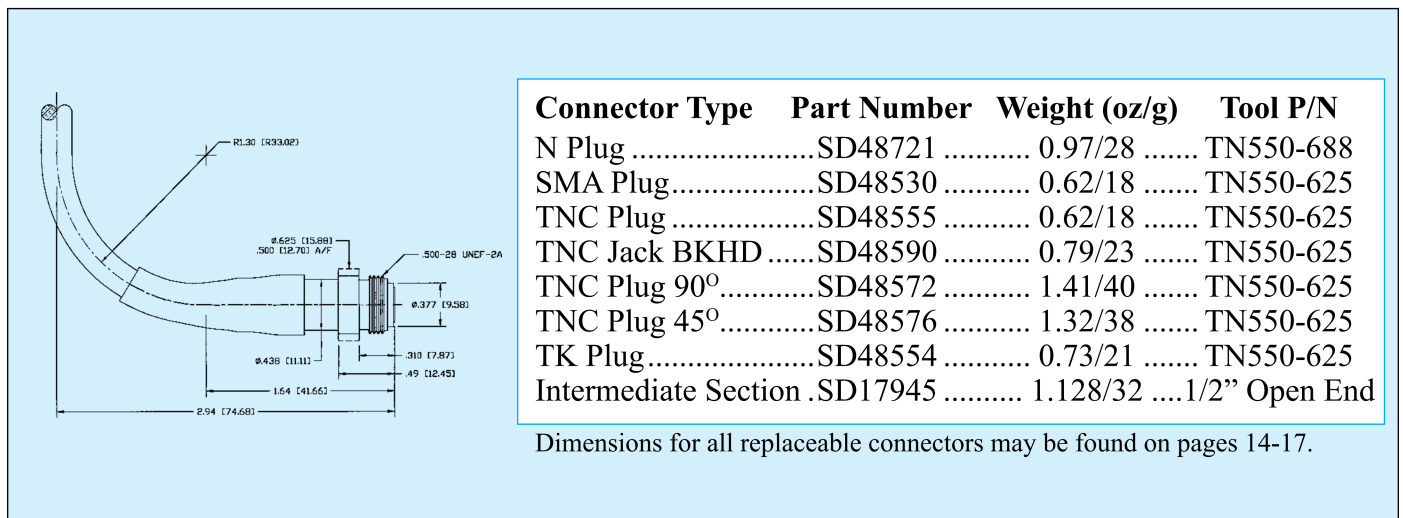 R1.30 [R33.02]
Ø.625 [15.88]
.500 [12.70] A/F
.500-28 UNEF-2A
Ø.377 [9.58]
Ø.438 [11.11]
.310 [7.87]
.49 [12.45]
1.64 [41.66]
2.94 [74.68]
Connector Type Part Number Weight (oz/g) Tool P/N
N Plug ......................SD48721 ........... 0.97/28 ....... TN550-688
SMA Plug.................SD48530 ........... 0.62/18 ....... TN550-625
TNC Plug .................SD48555 ........... 0.62/18 ....... TN550-625
TNC Jack BKHD ......SD48590 ........... 0.79/23 ....... TN550-625
TNC Plug 90O............SD48572 ........... 1.41/40 ....... TN550-625
TNC Plug 45O............SD48576 ........... 1.32/38 ....... TN550-625
TK Plug....................SD48554 ........... 0.73/21 ....... TN550-625
Intermediate Section .SD17945 .......... 1.128/32 ....1/2” Open End
Dimensions for all replaceable connectors may be found on pages 14-17.